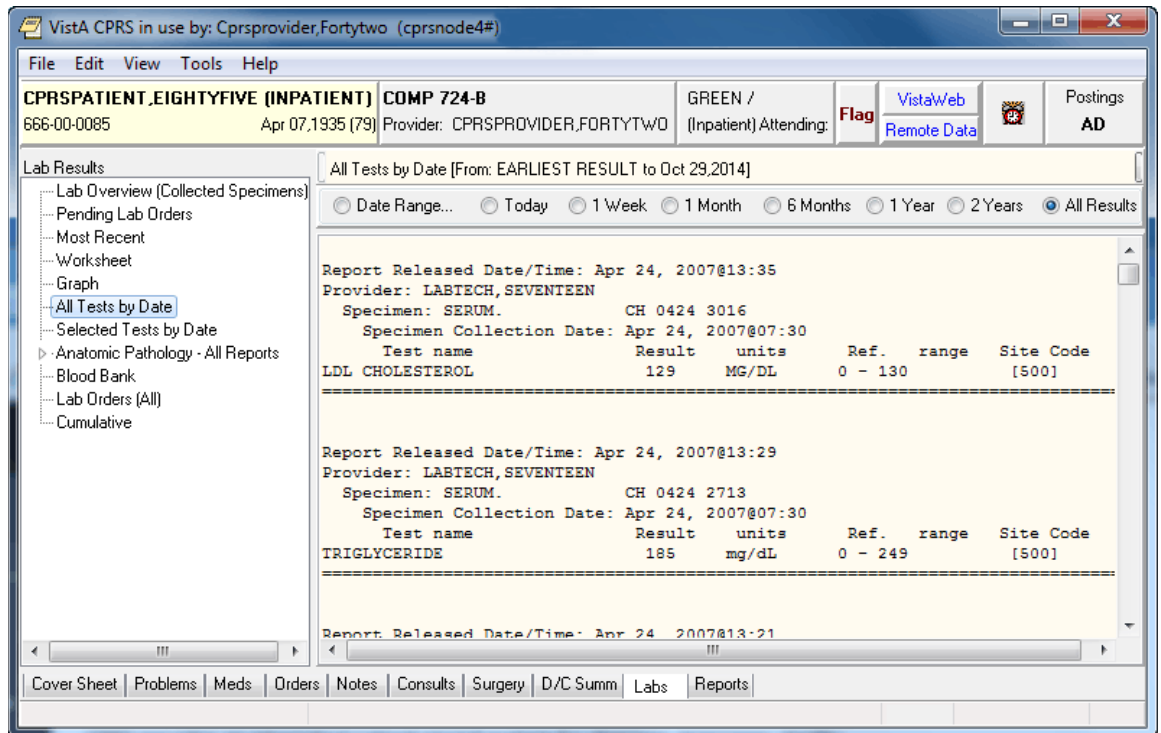 VistA CPRS in use by: Cprsprovider,Fortytwo (cprsnode4#)
File Edit View Tools Help
CPRSPATIENT,EIGHTYFIVE (INPATIENT) COMP 724-B GREEN / Flag VistaWeb Postings
666-00-0085 Apr 07,1935 (79) Provider: CPRSPROVIDER,FORTYTWO (Inpatient) Attending: Remote Data AD
Lab Results
Lab Overview (Collected Specimens)
Pending Lab Orders
Most Recent
Worksheet
Graph
All Tests by Date
Selected Tests by Date
Anatomic Pathology - All Reports
Blood Bank
Lab Orders (All)
Cumulative
All Tests by Date [From: EARLIEST RESULT to Oct 29,2014]
Date Range... Today 1 Week 1 Month 6 Months 1 Year 2 Years All Results
Report Released Date/Time: Apr 24, 2007@13:35
Provider: LABTECH,SEVENTEEN
Specimen: SERUM. CH 0424 3016
Specimen Collection Date: Apr 24, 2007@07:30
Test name Result units Ref. range Site Code
LDL CHOLESTEROL 129 MG/DL 0 - 130 [500]
===============================================================================
Report Released Date/Time: Apr 24, 2007@13:29
Provider: LABTECH,SEVENTEEN
Specimen: SERUM. CH 0424 2713
Specimen Collection Date: Apr 24, 2007@07:30
Test name Result units Ref. range Site Code
TRIGLYCERIDE 185 mg/dL 0 - 249 [500]
===============================================================================
Report Released Date/Time: Apr 24, 2007@13:21
Cover Sheet Problems Meds Orders Notes Consults Surgery D/C Summ Labs Reports